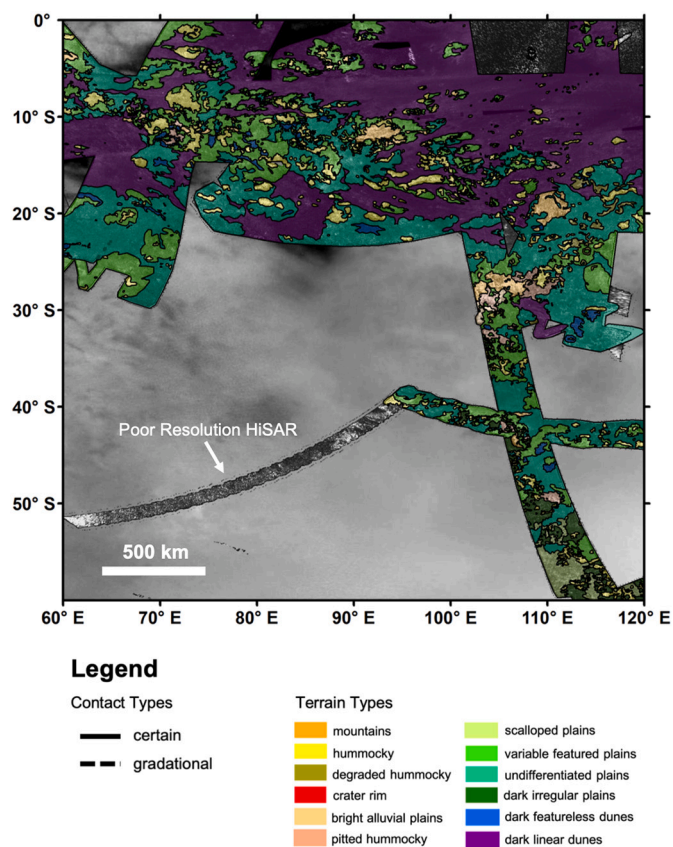 0°
10° S
20° S
30° S
40° S
50° S
Poor Resolution HiSAR
500 km
60° E 70° E 80° E 90° E 100° E 110° E 120° E
Legend
Contact Types
certain
gradational
Terrain Types
mountains
hummocky
degraded hummocky
crater rim
bright alluvial plains
pitted hummocky
scalloped plains
variable featured plains
undifferentiated plains
dark irregular plains
dark featureless dunes
dark linear dunes